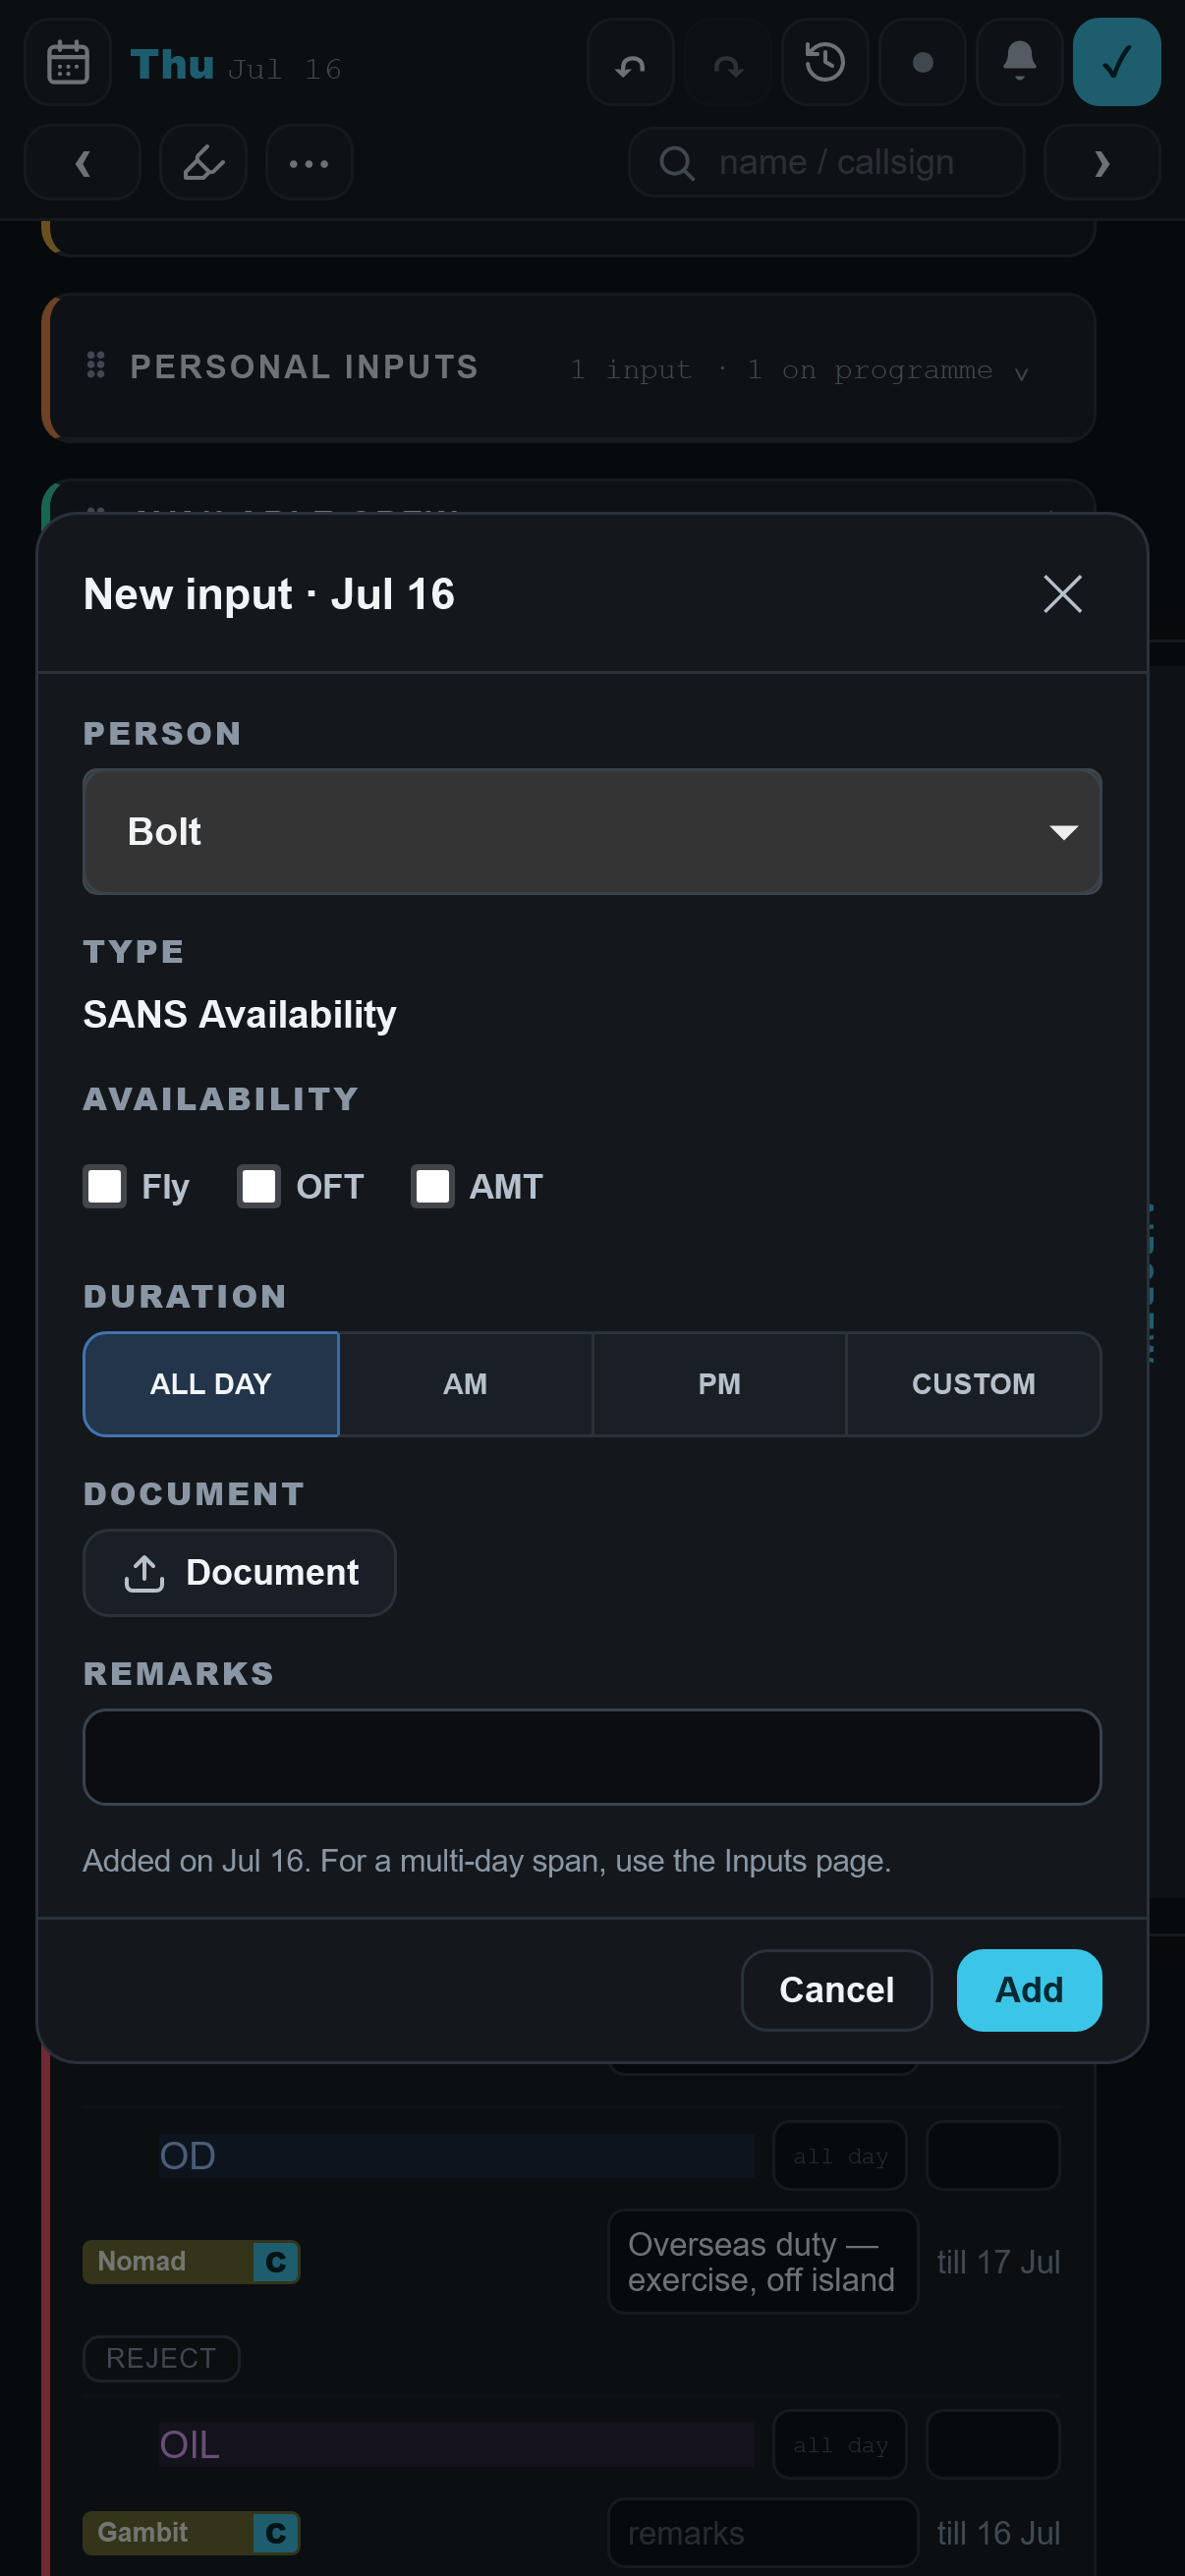 Thu Jul 16
name / callsign
PERSONAL INPUTS 1 input · 1 on programme
New input · Jul 16
PERSON
Bolt
TYPE
SANS Availability
AVAILABILITY
Fly OFT AMT
DURATION
ALL DAY AM PM CUSTOM
DOCUMENT
Document
REMARKS
Added on Jul 16. For a multi-day span, use the Inputs page.
Cancel Add
OD all day
Nomad C Overseas duty —
exercise, off island till 17 Jul
REJECT
OIL all day
Gambit C remarks till 16 Jul